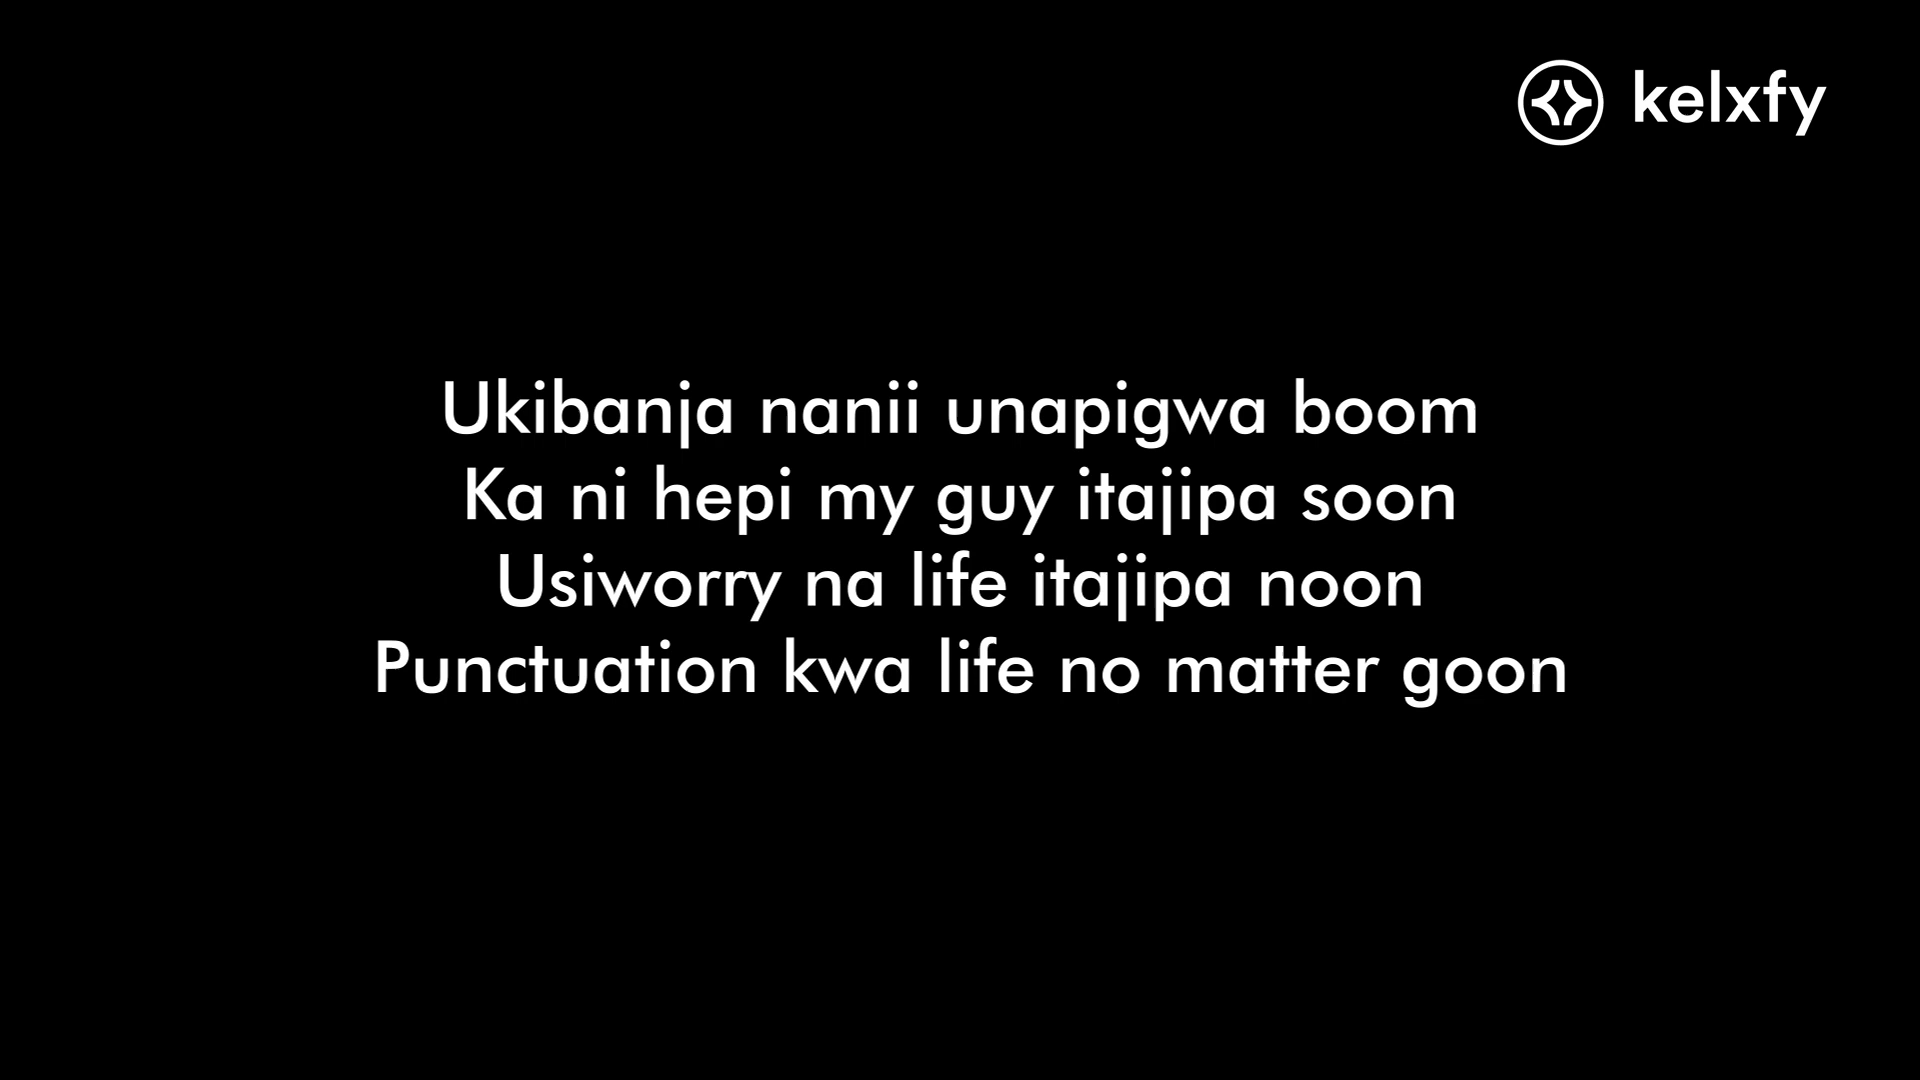 kelxfy
Ukibanja nanii unapigwa boom
Ka ni hepi my guy itajipa soon
Usiworry na life itajipa noon
Punctuation kwa life no matter goon